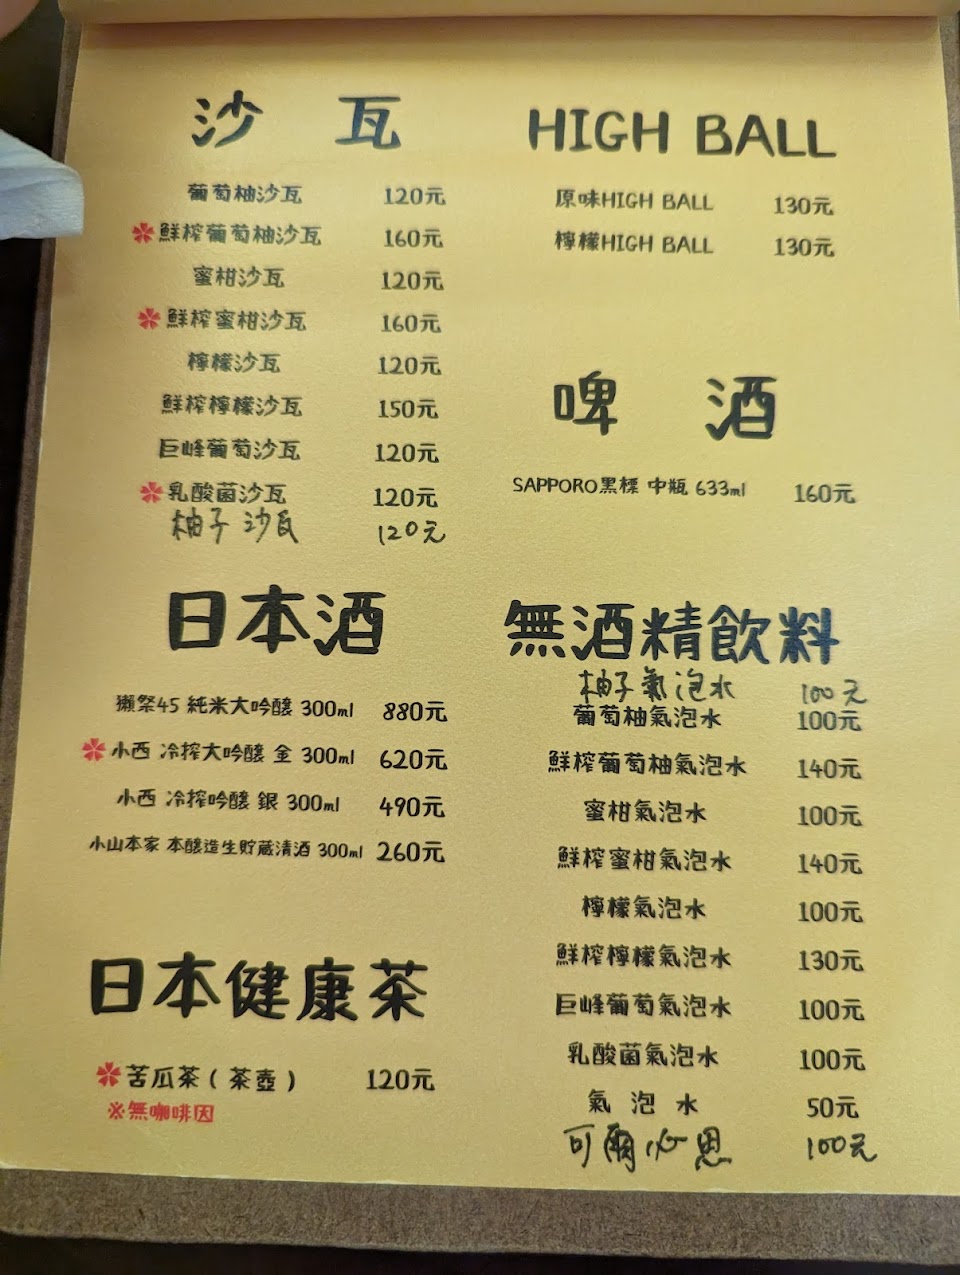 沙瓦
葡萄柚沙瓦 120元
鮮榨葡萄柚沙瓦 160元
蜜柑沙瓦 120元
鮮榨蜜柑沙瓦 160元
檸檬沙瓦 120元
鮮榨檸檬沙瓦 150元
巨峰葡萄沙瓦 120元
乳酸菌沙瓦 120元
柚子沙瓦 120元
HIGH BALL
原味HIGH BALL 130元
檸檬HIGH BALL 130元
啤酒
SAPPORO黑標 中瓶 633ml 160元
日本酒
獺祭45 純米大吟釀 300ml 880元
小西 冷搾大吟釀 金 300ml 620元
小西 冷搾吟釀 銀 300ml 490元
小山本家 本釀造生貯蔵清酒 300ml 260元
日本健康茶
苦瓜茶(茶壺) 120元
※無咖啡因
無酒精飲料
柚子氣泡水 100元
葡萄柚氣泡水 100元
鮮榨葡萄柚氣泡水 140元
蜜柑氣泡水 100元
鮮榨蜜柑氣泡水 140元
檸檬氣泡水 100元
鮮榨檸檬氣泡水 130元
巨峰葡萄氣泡水 100元
乳酸菌氣泡水 100元
氣泡水 50元
可爾必思 100元